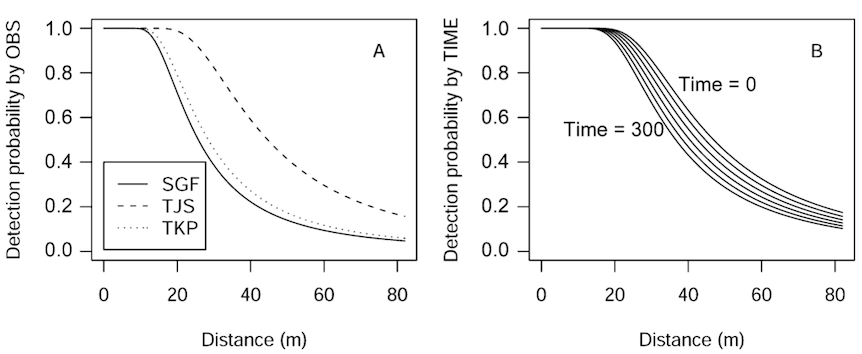 Detection probability by OBS
1.0
0.8
0.6
0.4
0.2
0.0
A
SGF
TJS
TKP
0 20 40 60 80
Distance (m)
Detection probability by TIME
1.0
0.8
0.6
0.4
0.2
0.0
B
Time = 0
Time = 300
0 20 40 60 80
Distance (m)